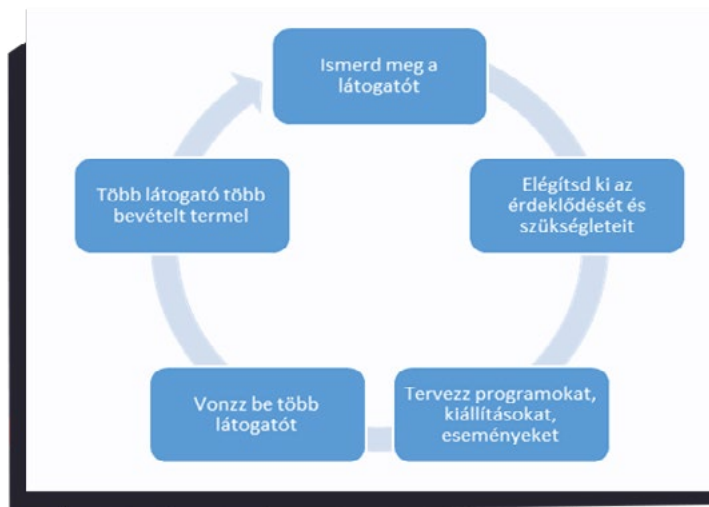 Ismerd meg a
látogatót
Elégítsd ki az
érdeklődését és
szükségleteit
Tervezz programokat,
kiállításokat,
eseményeket
Vonzz be több
látogatót
Több látogató több
bevételt termel